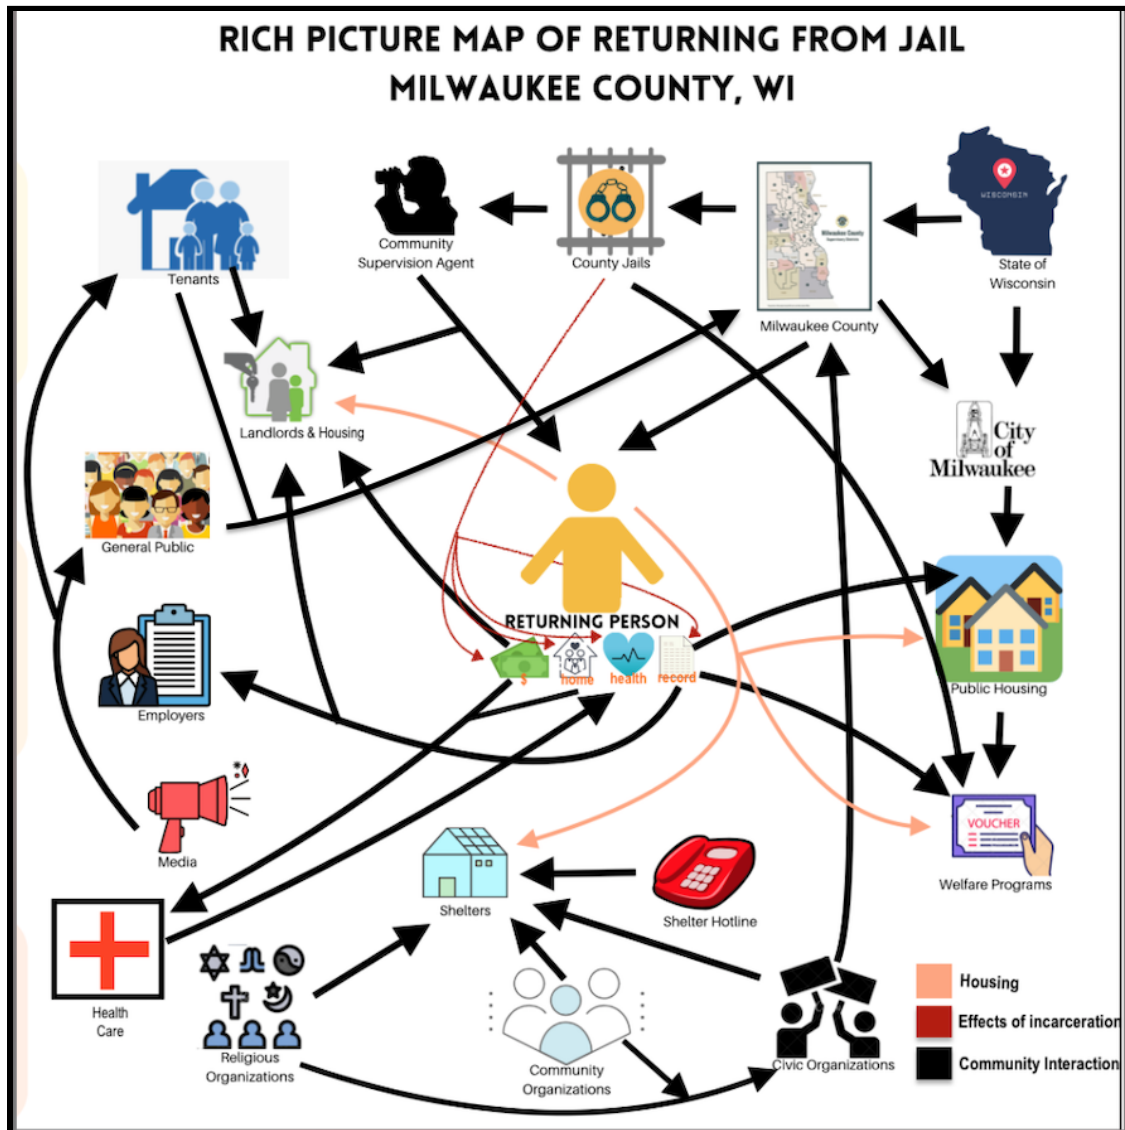 RICH PICTURE MAP OF RETURNING FROM JAIL
MILWAUKEE COUNTY, WI
Tenants
Community
Supervision Agent
County Jails
Milwaukee County
Milwaukee County
WISCONSIN
State of
Wisconsin
Landlords & Housing
City
of
Milwaukee
General Public
RETURNING PERSON
$
home
health
record
Public Housing
Employers
Media
VOUCHER
Welfare Programs
Shelters
Shelter Hotline
Health
Care
Religious
Organizations
Community
Organizations
Civic Organizations
Housing
Effects of incarceration
Community Interaction